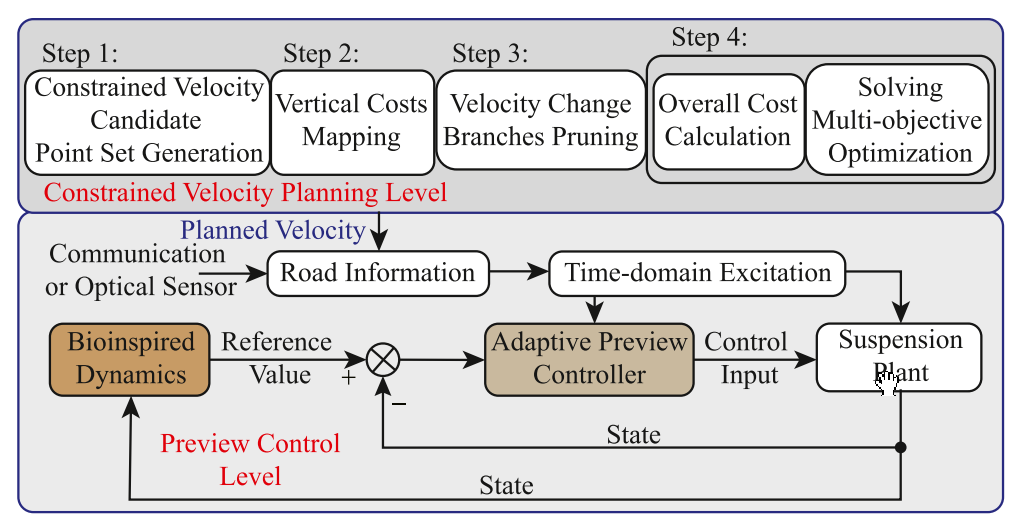 Step 1:
Step 2:
Step 3:
Step 4:
Constrained Velocity
Candidate
Point Set Generation
Vertical Costs
Mapping
Velocity Change
Branches Pruning
Overall Cost
Calculation
Solving
Multi-objective
Optimization
Constrained Velocity Planning Level
Planned Velocity
Communication
or Optical Sensor
Road Information
Time-domain Excitation
Bioinspired
Dynamics
Reference
Value
+
−
Adaptive Preview
Controller
Control
Input
Suspension
Plant
State
Preview Control
Level
State